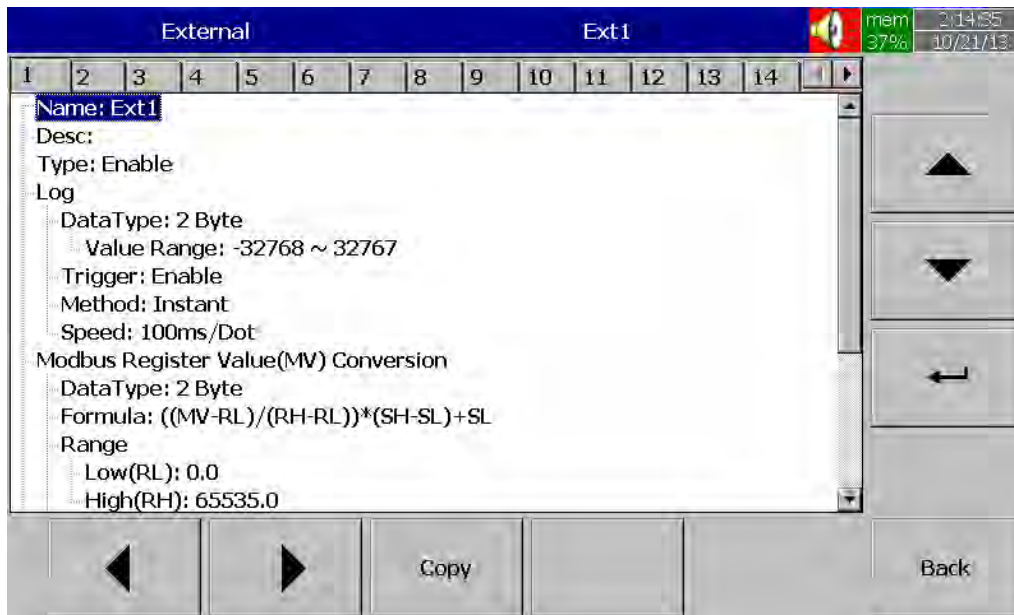 External Ext1 mem 2:14:35
37% 10/21/13
1 2 3 4 5 6 7 8 9 10 11 12 13 14
Name: Ext1
Desc:
Type: Enable
Log
DataType: 2 Byte
Value Range: -32768 ~ 32767
Trigger: Enable
Method: Instant
Speed: 100ms/Dot
Modbus Register Value(MV) Conversion
DataType: 2 Byte
Formula: ((MV-RL)/(RH-RL))*(SH-SL)+SL
Range
Low(RL): 0.0
High(RH): 65535.0
Copy Back